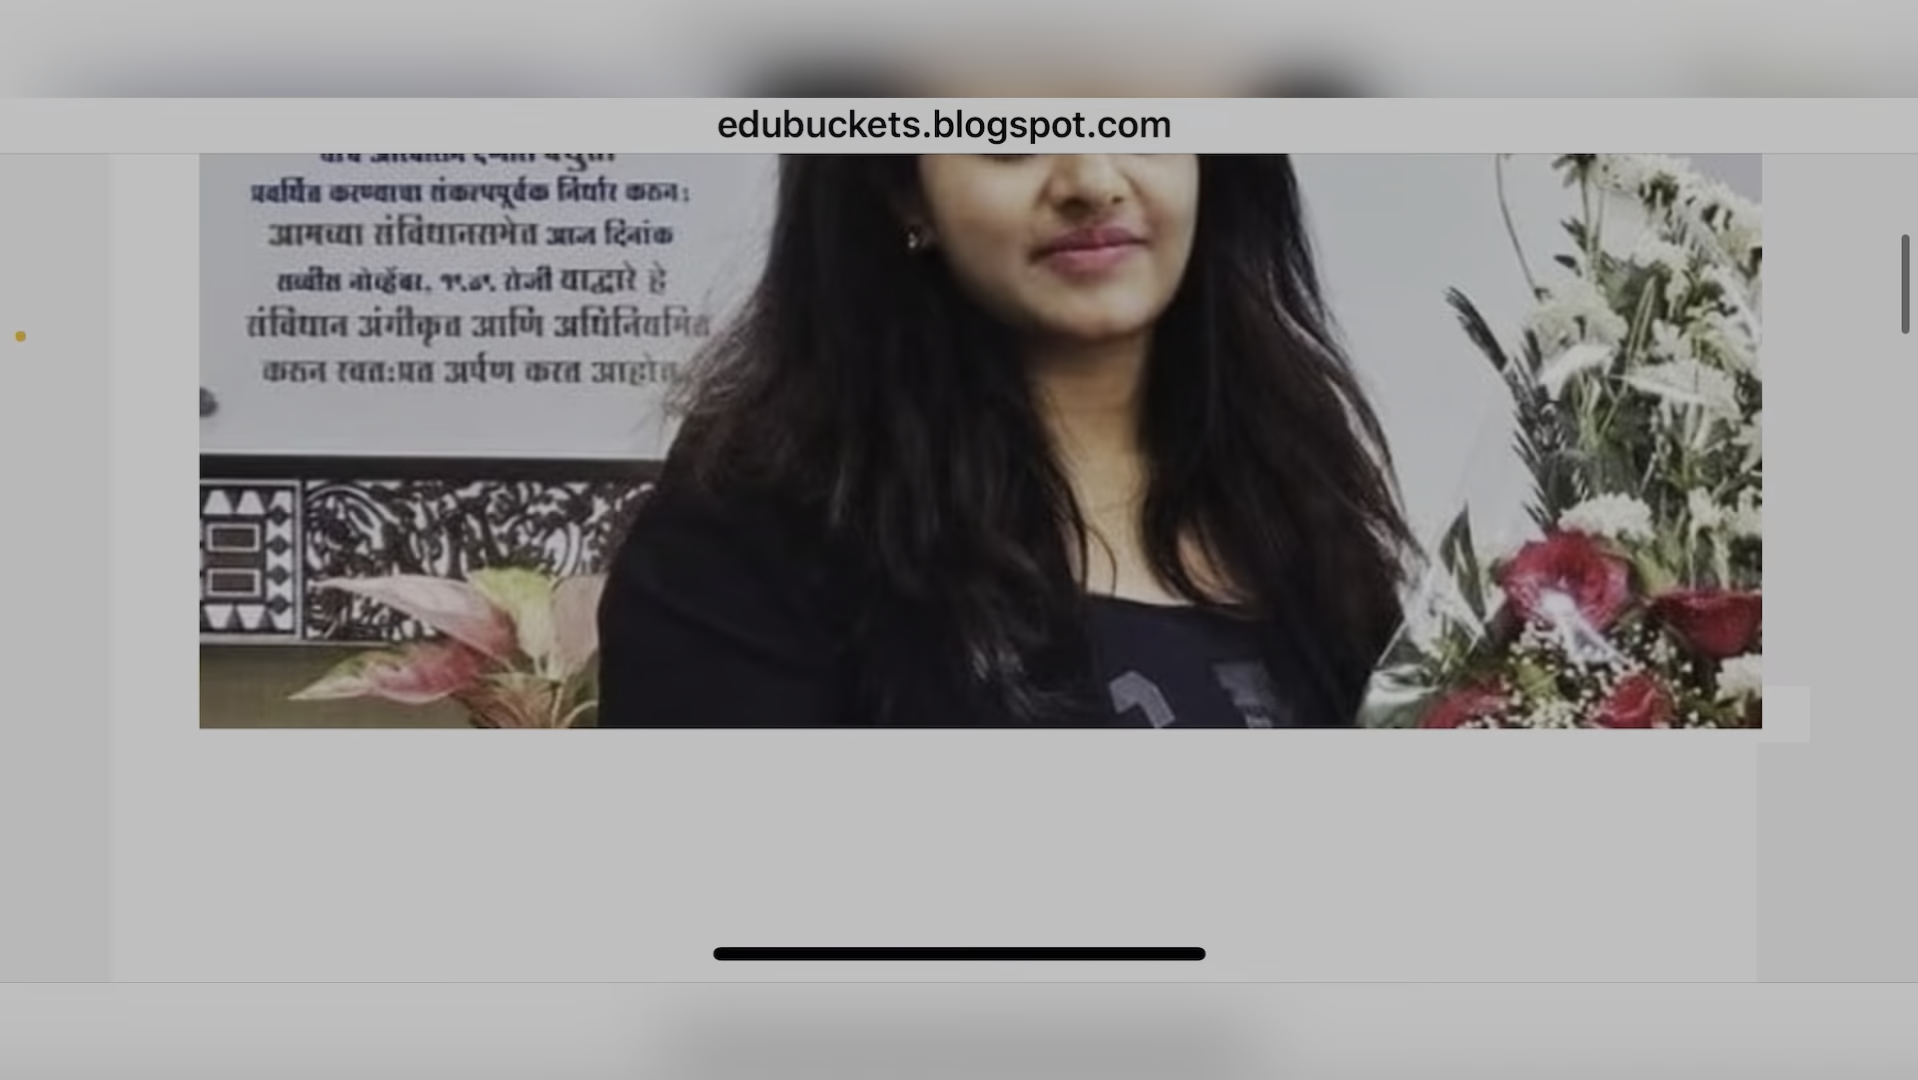 edubuckets.blogspot.com
प्रवर्धित करण्याचा संकल्पपूर्वक निर्धार करुन;
आमच्या संविधानसभेत आज दिनांक
सव्वीस नोव्हेंबर, १९४९ रोजी याद्वारे हे
संविधान अंगीकृत आणि अधिनियमित
करुन स्वत:प्रत अर्पण करत आहोत